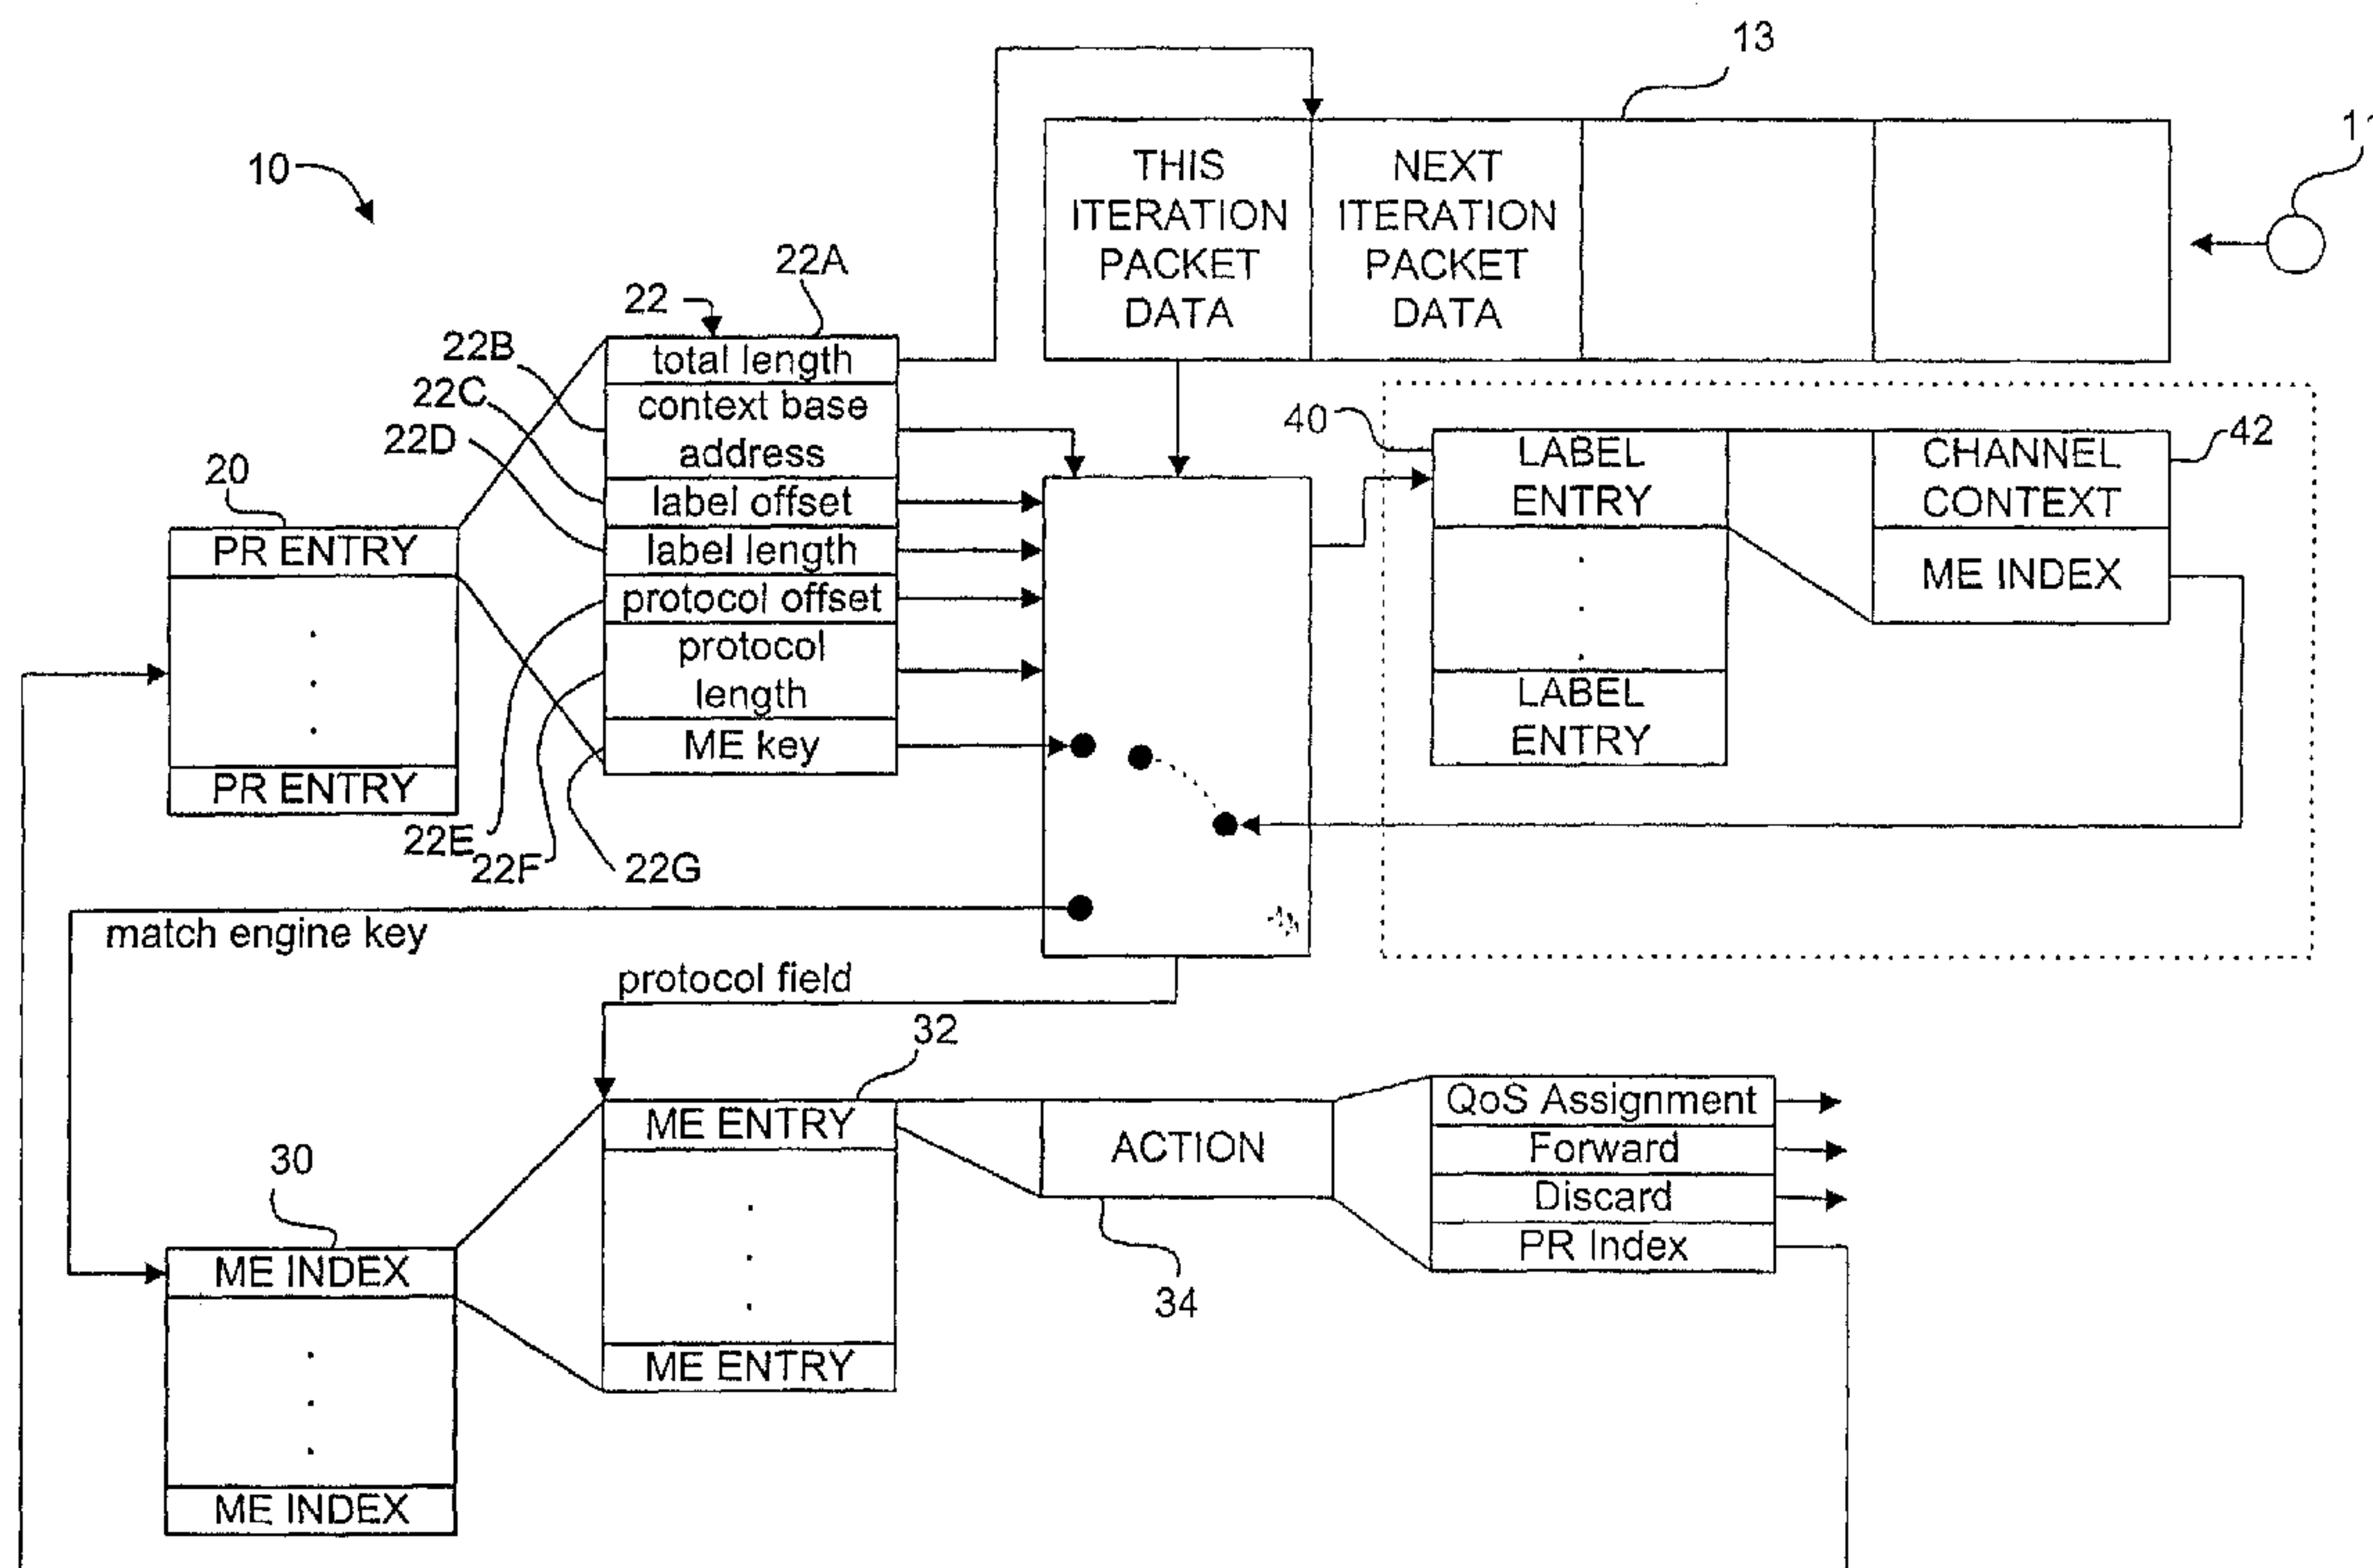 13
10
THIS
ITERATION
PACKET
DATA
NEXT
ITERATION
PACKET
DATA
22
22A
22B
22C
22D
total length
context base
address
label offset
label length
protocol offset
protocol
length
ME key
20
PR ENTRY
PR ENTRY
22E
22F
22G
40
LABEL
ENTRY
LABEL
ENTRY
42
CHANNEL
CONTEXT
ME INDEX
match engine key
protocol field
32
ME ENTRY
ME ENTRY
30
ME INDEX
ME INDEX
ACTION
34
QoS Assignment
Forward
Discard
PR Index